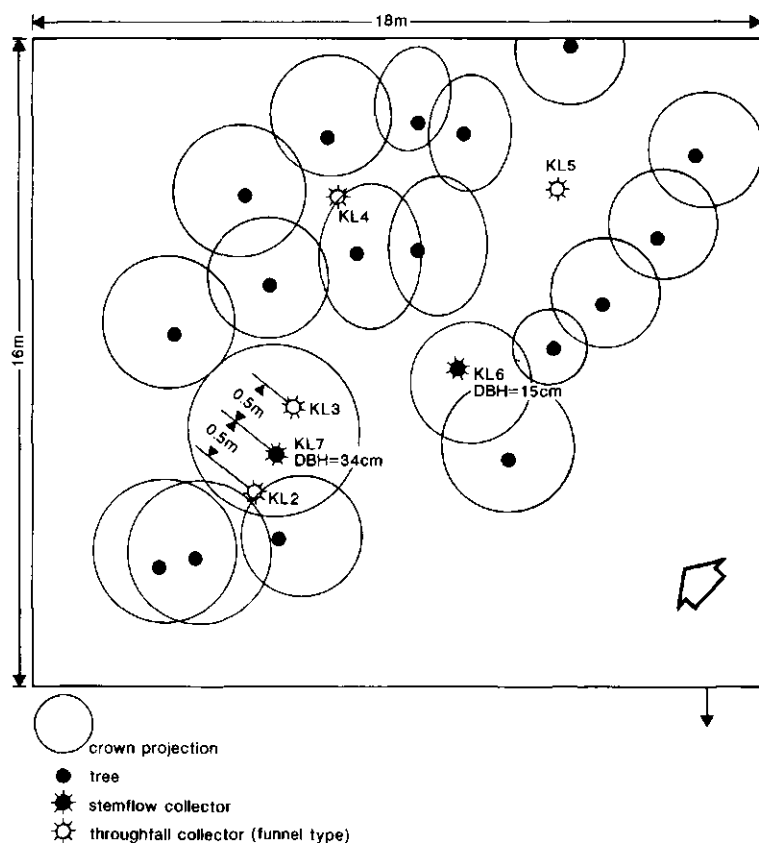 18m
KL5
KL4
16m
KL6
DBH=15cm
0.5m
KL3
0.5m
KL7
DBH=34cm
KL2
crown projection
tree
stemflow collector
throughfall collector (funnel type)